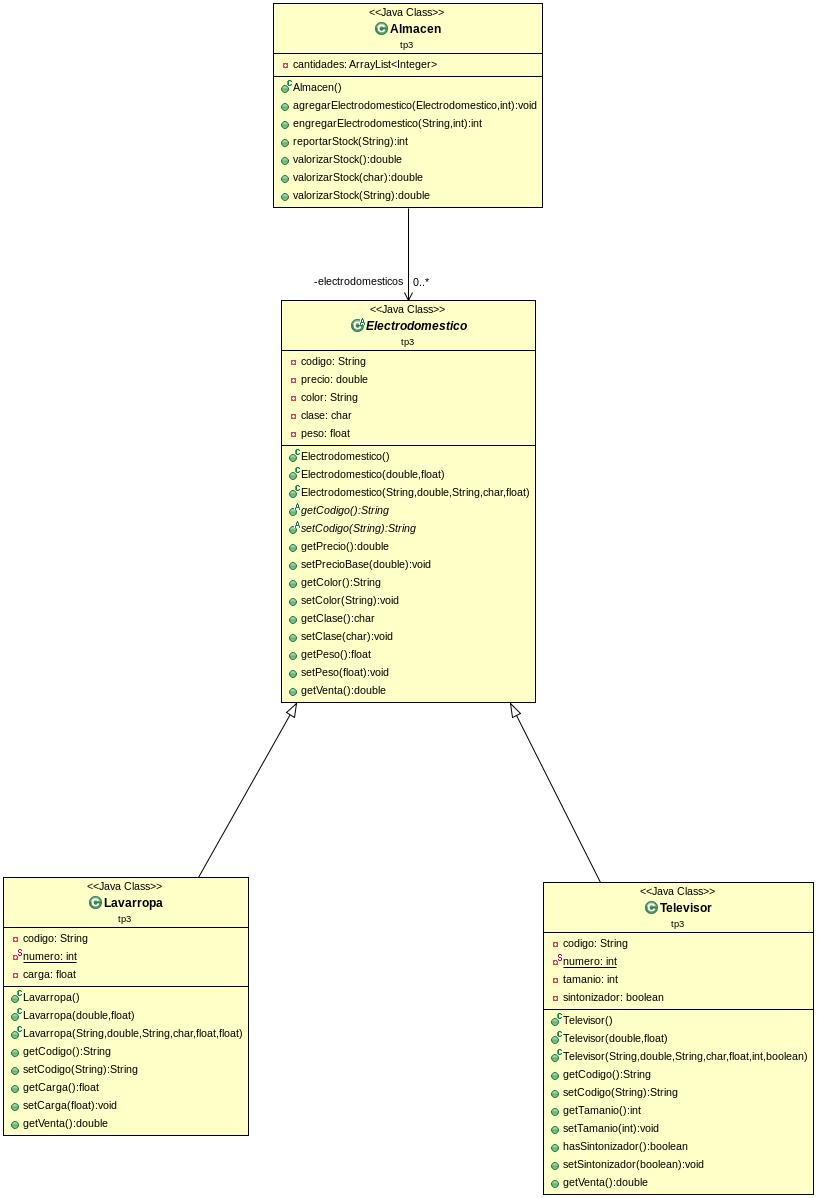 <<Java Class>>
Almacen
tp3
cantidades: ArrayList<Integer>
Almacen()
agregarElectrodomestico(Electrodomestico,int):void
engregarElectrodomestico(String,int):int
reportarStock(String):int
valorizarStock():double
valorizarStock(char):double
valorizarStock(String):double
-electrodomesticos 0..*
<<Java Class>>
Electrodomestico
tp3
codigo: String
precio: double
color: String
clase: char
peso: float
Electrodomestico()
Electrodomestico(double,float)
Electrodomestico(String,double,String,char,float)
getCodigo():String
setCodigo(String):String
getPrecio():double
setPrecioBase(double):void
getColor():String
setColor(String):void
getClase():char
setClase(char):void
getPeso():float
setPeso(float):void
getVenta():double
<<Java Class>>
Lavarropa
tp3
codigo: String
numero: int
carga: float
Lavarropa()
Lavarropa(double,float)
Lavarropa(String,double,String,char,float,float)
getCodigo():String
setCodigo(String):String
getCarga():float
setCarga(float):void
getVenta():double
<<Java Class>>
Televisor
tp3
codigo: String
numero: int
tamanio: int
sintonizador: boolean
Televisor()
Televisor(double,float)
Televisor(String,double,String,char,float,int,boolean)
getCodigo():String
setCodigo(String):String
getTamanio():int
setTamanio(int):void
hasSintonizador():boolean
setSintonizador(boolean):void
getVenta():double